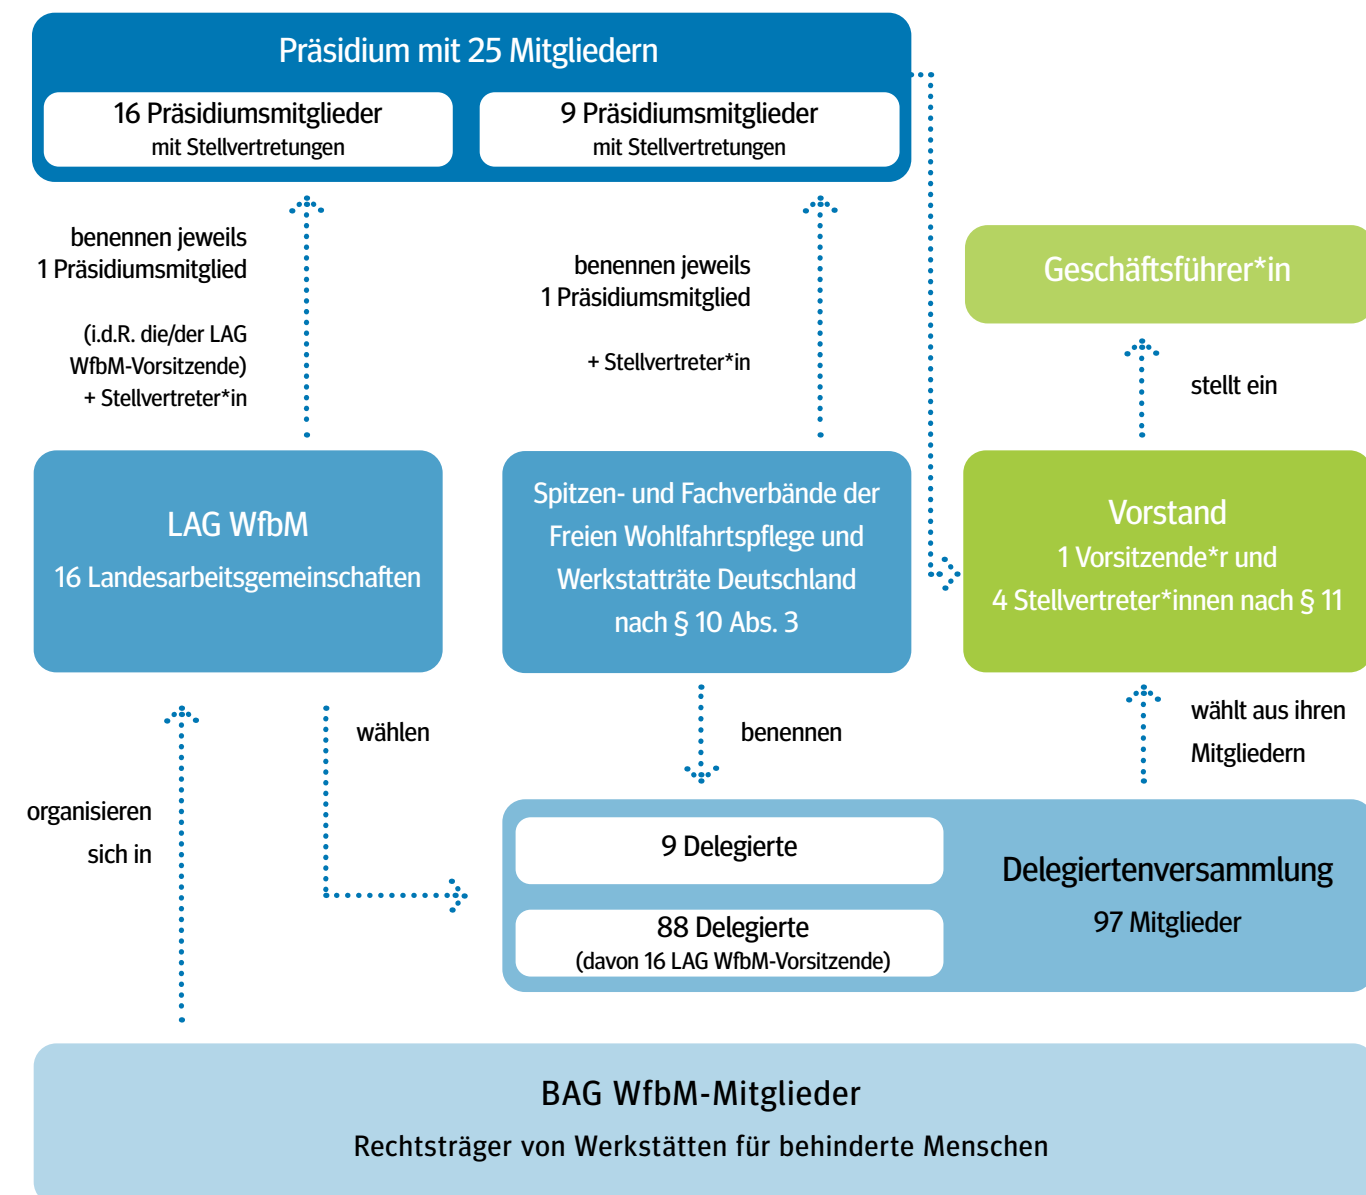 Präsidium mit 25 Mitgliedern
16 Präsidiumsmitglieder
mit Stellvertretungen
9 Präsidiumsmitglieder
mit Stellvertretungen
benennen jeweils
1 Präsidiumsmitglied
(i.d.R. die/der LAG
WfbM-Vorsitzende)
+ Stellvertreter*in
benennen jeweils
1 Präsidiumsmitglied
+ Stellvertreter*in
Geschäftsführer*in
stellt ein
LAG WfbM
16 Landesarbeitsgemeinschaften
Spitzen- und Fachverbände der
Freien Wohlfahrtspflege und
Werkstatträte Deutschland
nach § 10 Abs. 3
Vorstand
1 Vorsitzende*r und
4 Stellvertreter*innen nach § 11
organisieren
sich in
wählen
benennen
wählt aus ihren
Mitgliedern
9 Delegierte
88 Delegierte
(davon 16 LAG WfbM-Vorsitzende)
Delegiertenversammlung
97 Mitglieder
BAG WfbM-Mitglieder
Rechtsträger von Werkstätten für behinderte Menschen